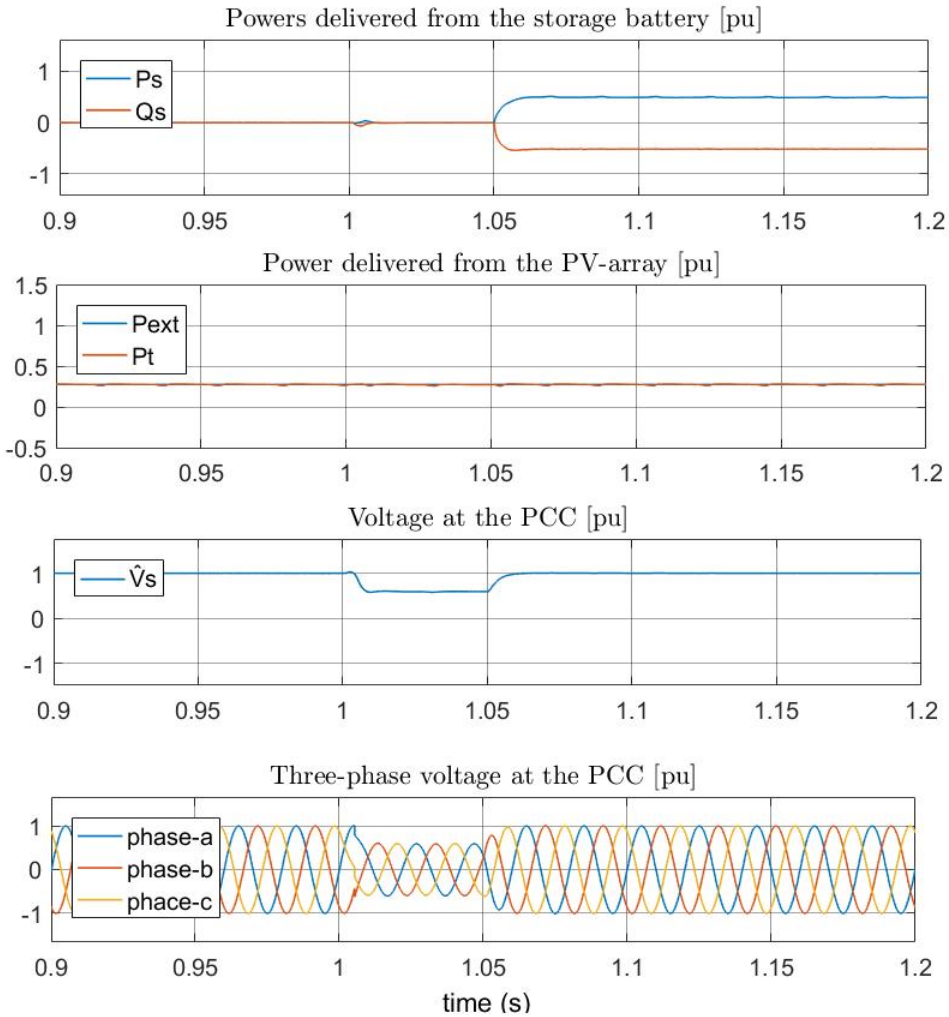 Powers delivered from the storage battery [pu]
1
0
-1
Ps
Qs
0.9 0.95 1 1.05 1.1 1.15 1.2
Power delivered from the PV-array [pu]
1.5
1
0.5
0
-0.5
Pext
Pt
0.9 0.95 1 1.05 1.1 1.15 1.2
Voltage at the PCC [pu]
1
0
-1
V̂s
0.9 0.95 1 1.05 1.1 1.15 1.2
Three-phase voltage at the PCC [pu]
1
0
-1
phase-a
phase-b
phace-c
0.9 0.95 1 1.05 1.1 1.15 1.2
time (s)